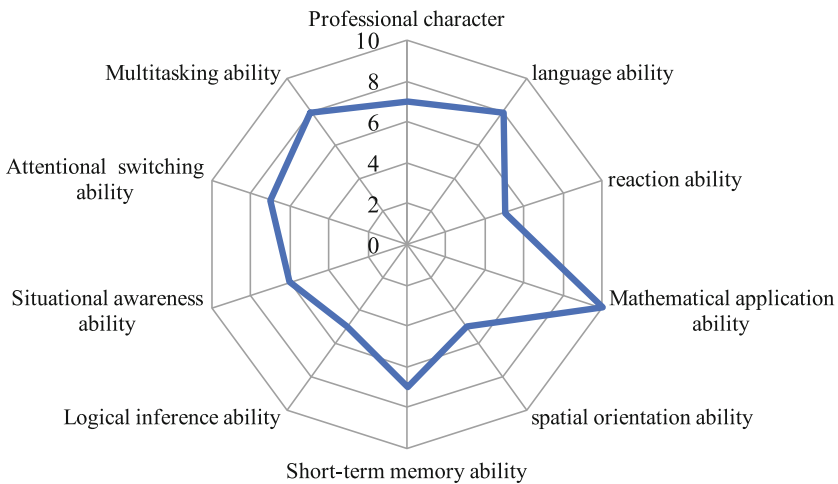 Professional character
10
Multitasking ability
language ability
8
6
Attentional switching
ability
4
reaction ability
2
0
Situational awareness
ability
Mathematical application
ability
Logical inference ability
spatial orientation ability
Short-term memory ability